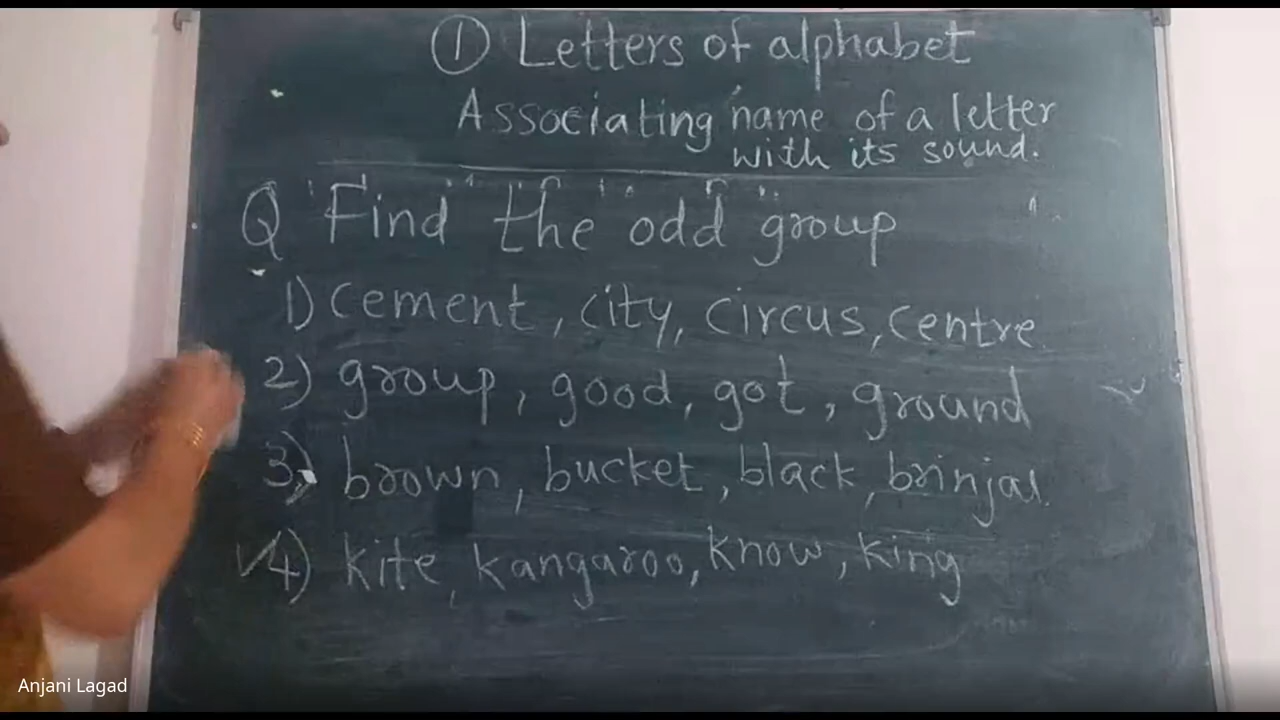 ① Letters of alphabet
Associating name of a letter
with its sound.
Q Find the odd group
1) cement, city, circus, centre
2) group, good, got, ground
3) brown, bucket, black, brinjal.
✓4) kite, kangaroo, know, king
Anjani Lagad